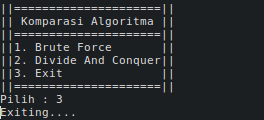 ||=====================||
|| Komparasi Algoritma ||
||=====================||
||1. Brute Force       ||
||2. Divide And Conquer||
||3. Exit              ||
||=====================||
Pilih : 3
Exiting....